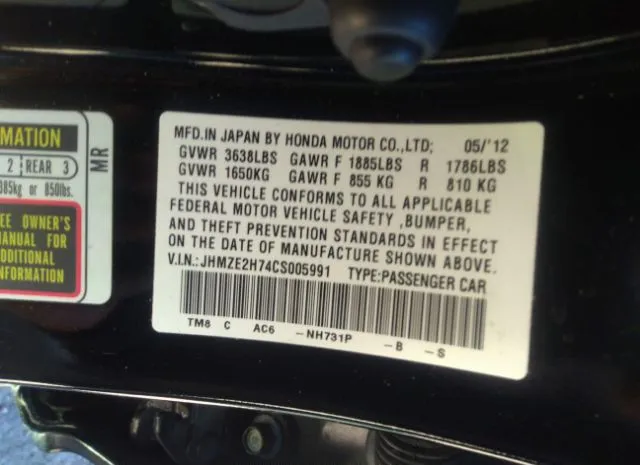 MATION
2 REAR 3
385kg or 850lbs.
EE OWNER'S
MANUAL FOR
ADDITIONAL
INFORMATION
MR
MFD.IN JAPAN BY HONDA MOTOR CO.,LTD; 05/'12
GVWR 3638LBS GAWR F 1885LBS R 1786LBS
GVWR 1650KG GAWR F 855 KG R 810 KG
THIS VEHICLE CONFORMS TO ALL APPLICABLE
FEDERAL MOTOR VEHICLE SAFETY ,BUMPER,
AND THEFT PREVENTION STANDARDS IN EFFECT
ON THE DATE OF MANUFACTURE SHOWN ABOVE.
V.I.N.:JHMZE2H74CS005991 TYPE:PASSENGER CAR
TM8 C AC6 -NH731P -B -S